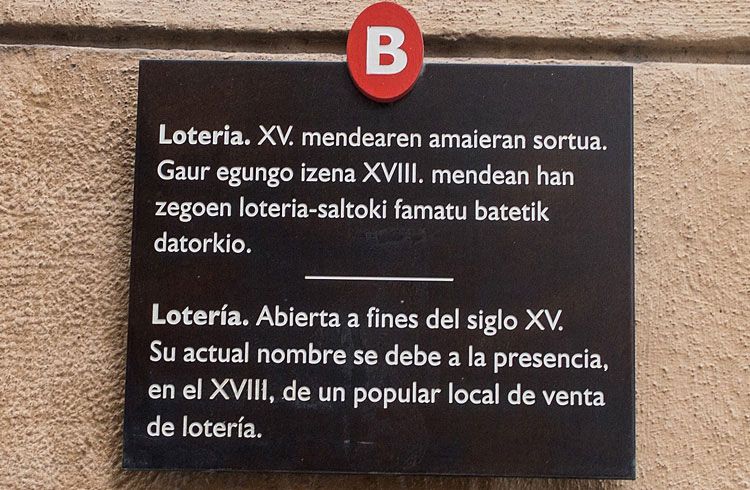 B
Loteria. XV. mendearen amaieran sortua.
Gaur egungo izena XVIII. mendean han
zegoen loteria-saltoki famatu batetik
datorkio.
Lotería. Abierta a fines del siglo XV.
Su actual nombre se debe a la presencia,
en el XVIII, de un popular local de venta
de lotería.